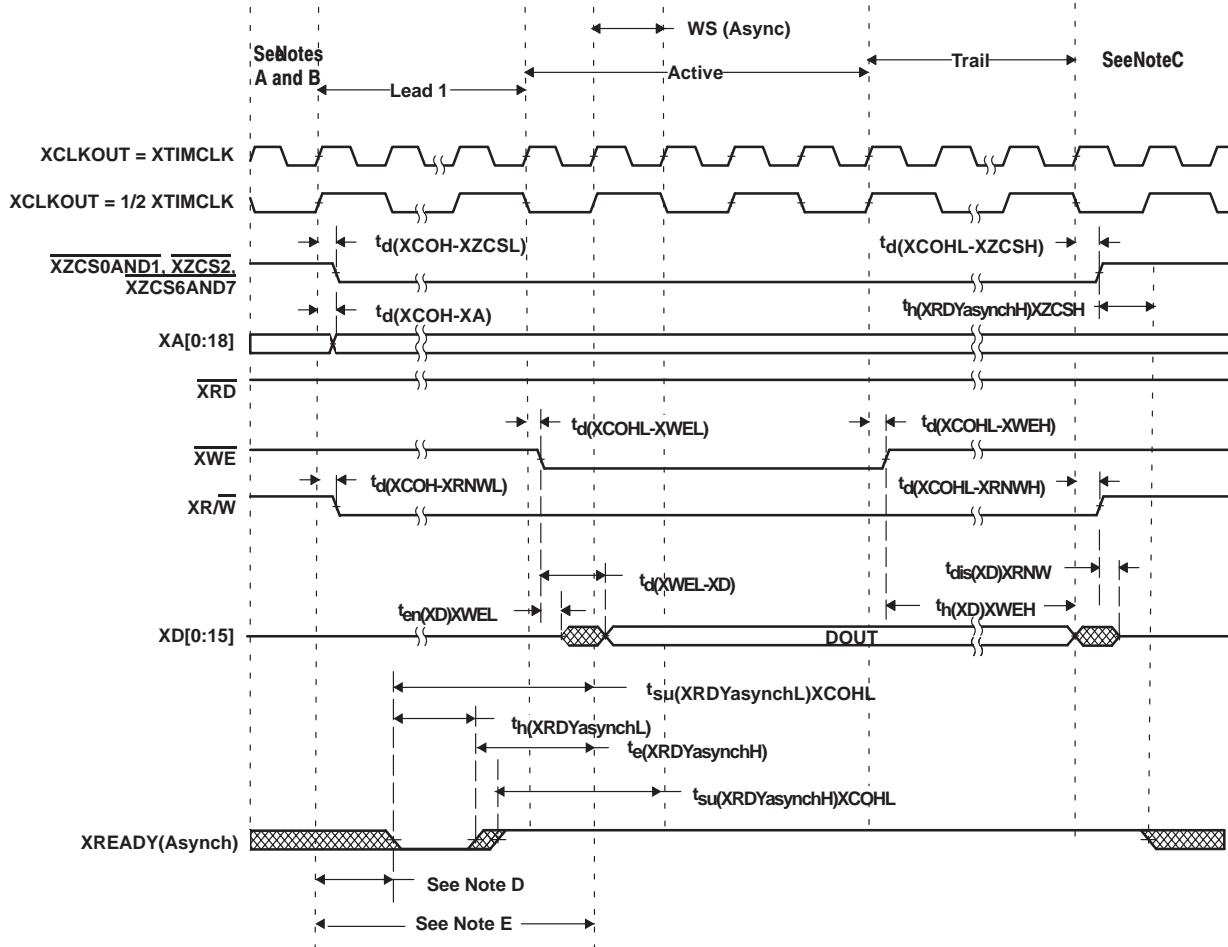 WS (Async)
See Notes
A and B
Lead 1
Active
Trail
See Note C
XCLKOUT = XTIMCLK
XCLKOUT = 1/2 XTIMCLK
td(XCOH-XZCSL)
td(XCOHL-XZCSH)
XZCS0AND1, XZCS2,
XZCS6AND7
th(XRDYasynchH)XZCSH
td(XCOH-XA)
XA[0:18]
XRD
td(XCOHL-XWEL)
td(XCOHL-XWEH)
XWE
td(XCOH-XRNWL)
td(XCOHL-XRNWH)
XR/W
tdis(XD)XRNW
td(XWEL-XD)
ten(XD)XWEL
th(XD)XWEH
XD[0:15]
DOUT
tsu(XRDYasynchL)XCOHL
th(XRDYasynchL)
te(XRDYasynchH)
tsu(XRDYasynchH)XCOHL
XREADY(Asynch)
See Note D
See Note E